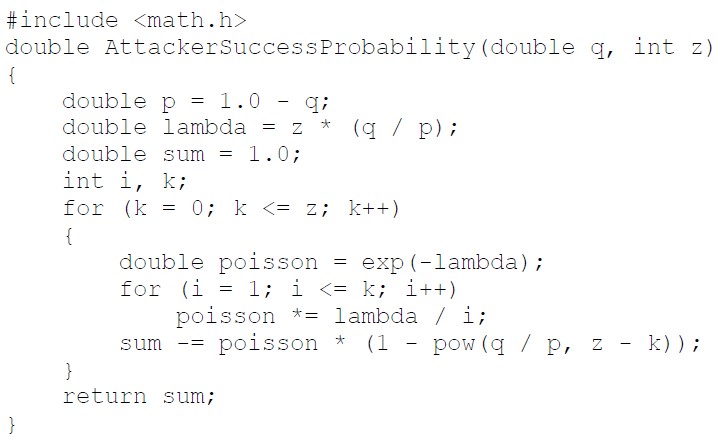 #include <math.h>
double AttackerSuccessProbability(double q, int z)
{
    double p = 1.0 - q;
    double lambda = z * (q / p);
    double sum = 1.0;
    int i, k;
    for (k = 0; k <= z; k++)
    {
        double poisson = exp(-lambda);
        for (i = 1; i <= k; i++)
            poisson *= lambda / i;
        sum -= poisson * (1 - pow(q / p, z - k));
    }
    return sum;
}